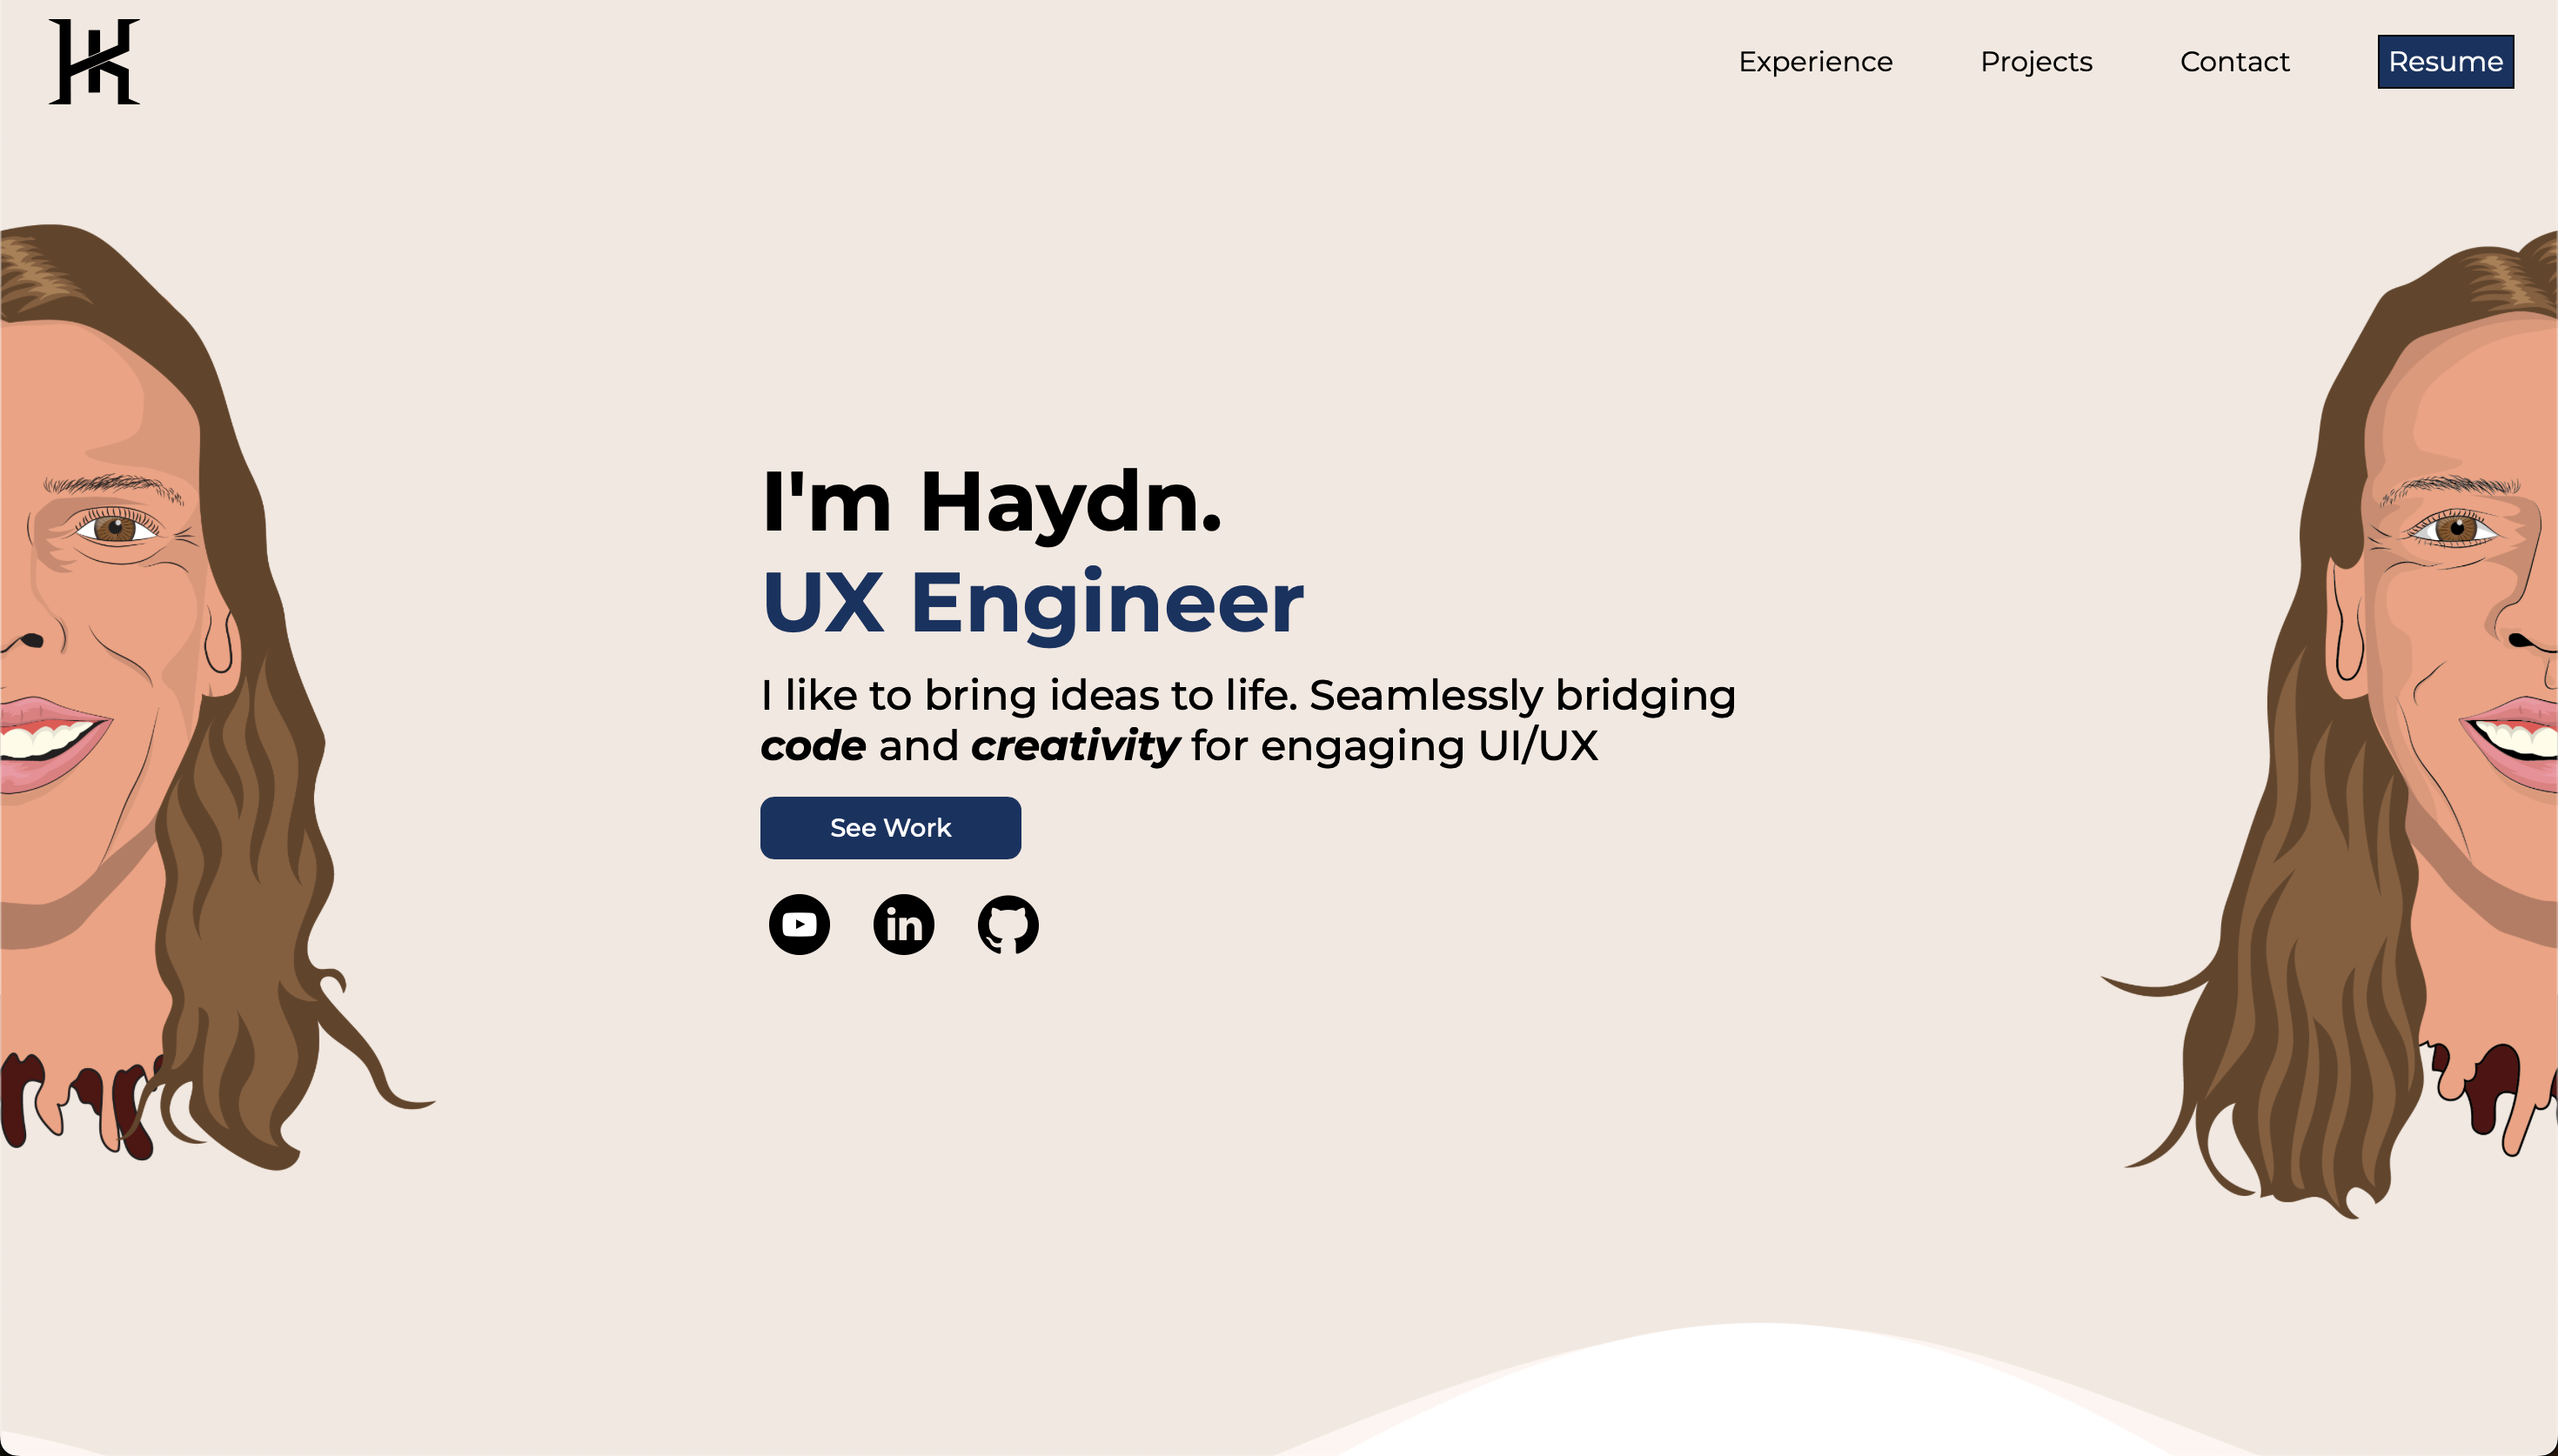 Experience Projects Contact Resume
I'm Haydn.
UX Engineer
I like to bring ideas to life. Seamlessly bridging
code and creativity for engaging UI/UX
See Work
in